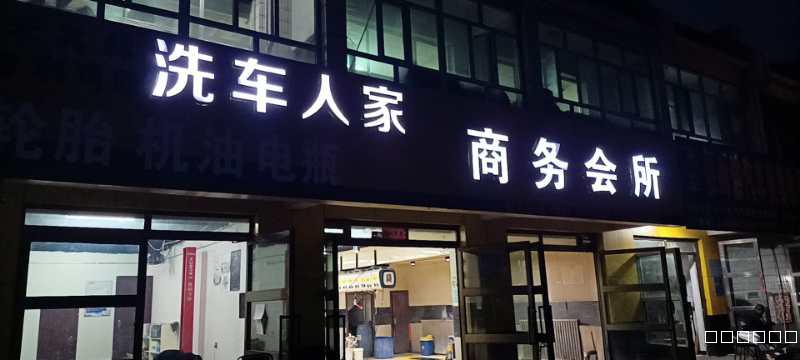 洗车人家
商务会所
轮胎 机油 电瓶